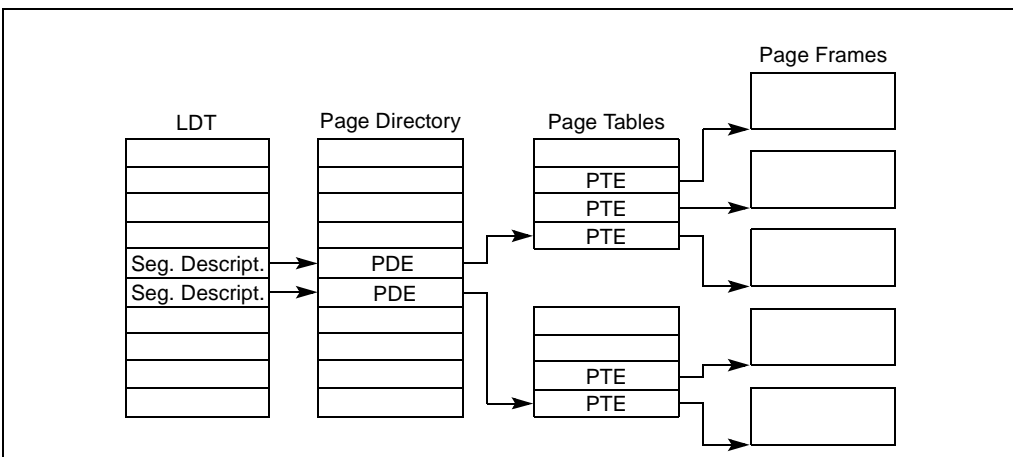 Page Frames
LDT
Page Directory
Page Tables
PTE
PTE
PTE
Seg. Descript.
PDE
Seg. Descript.
PDE
PTE
PTE